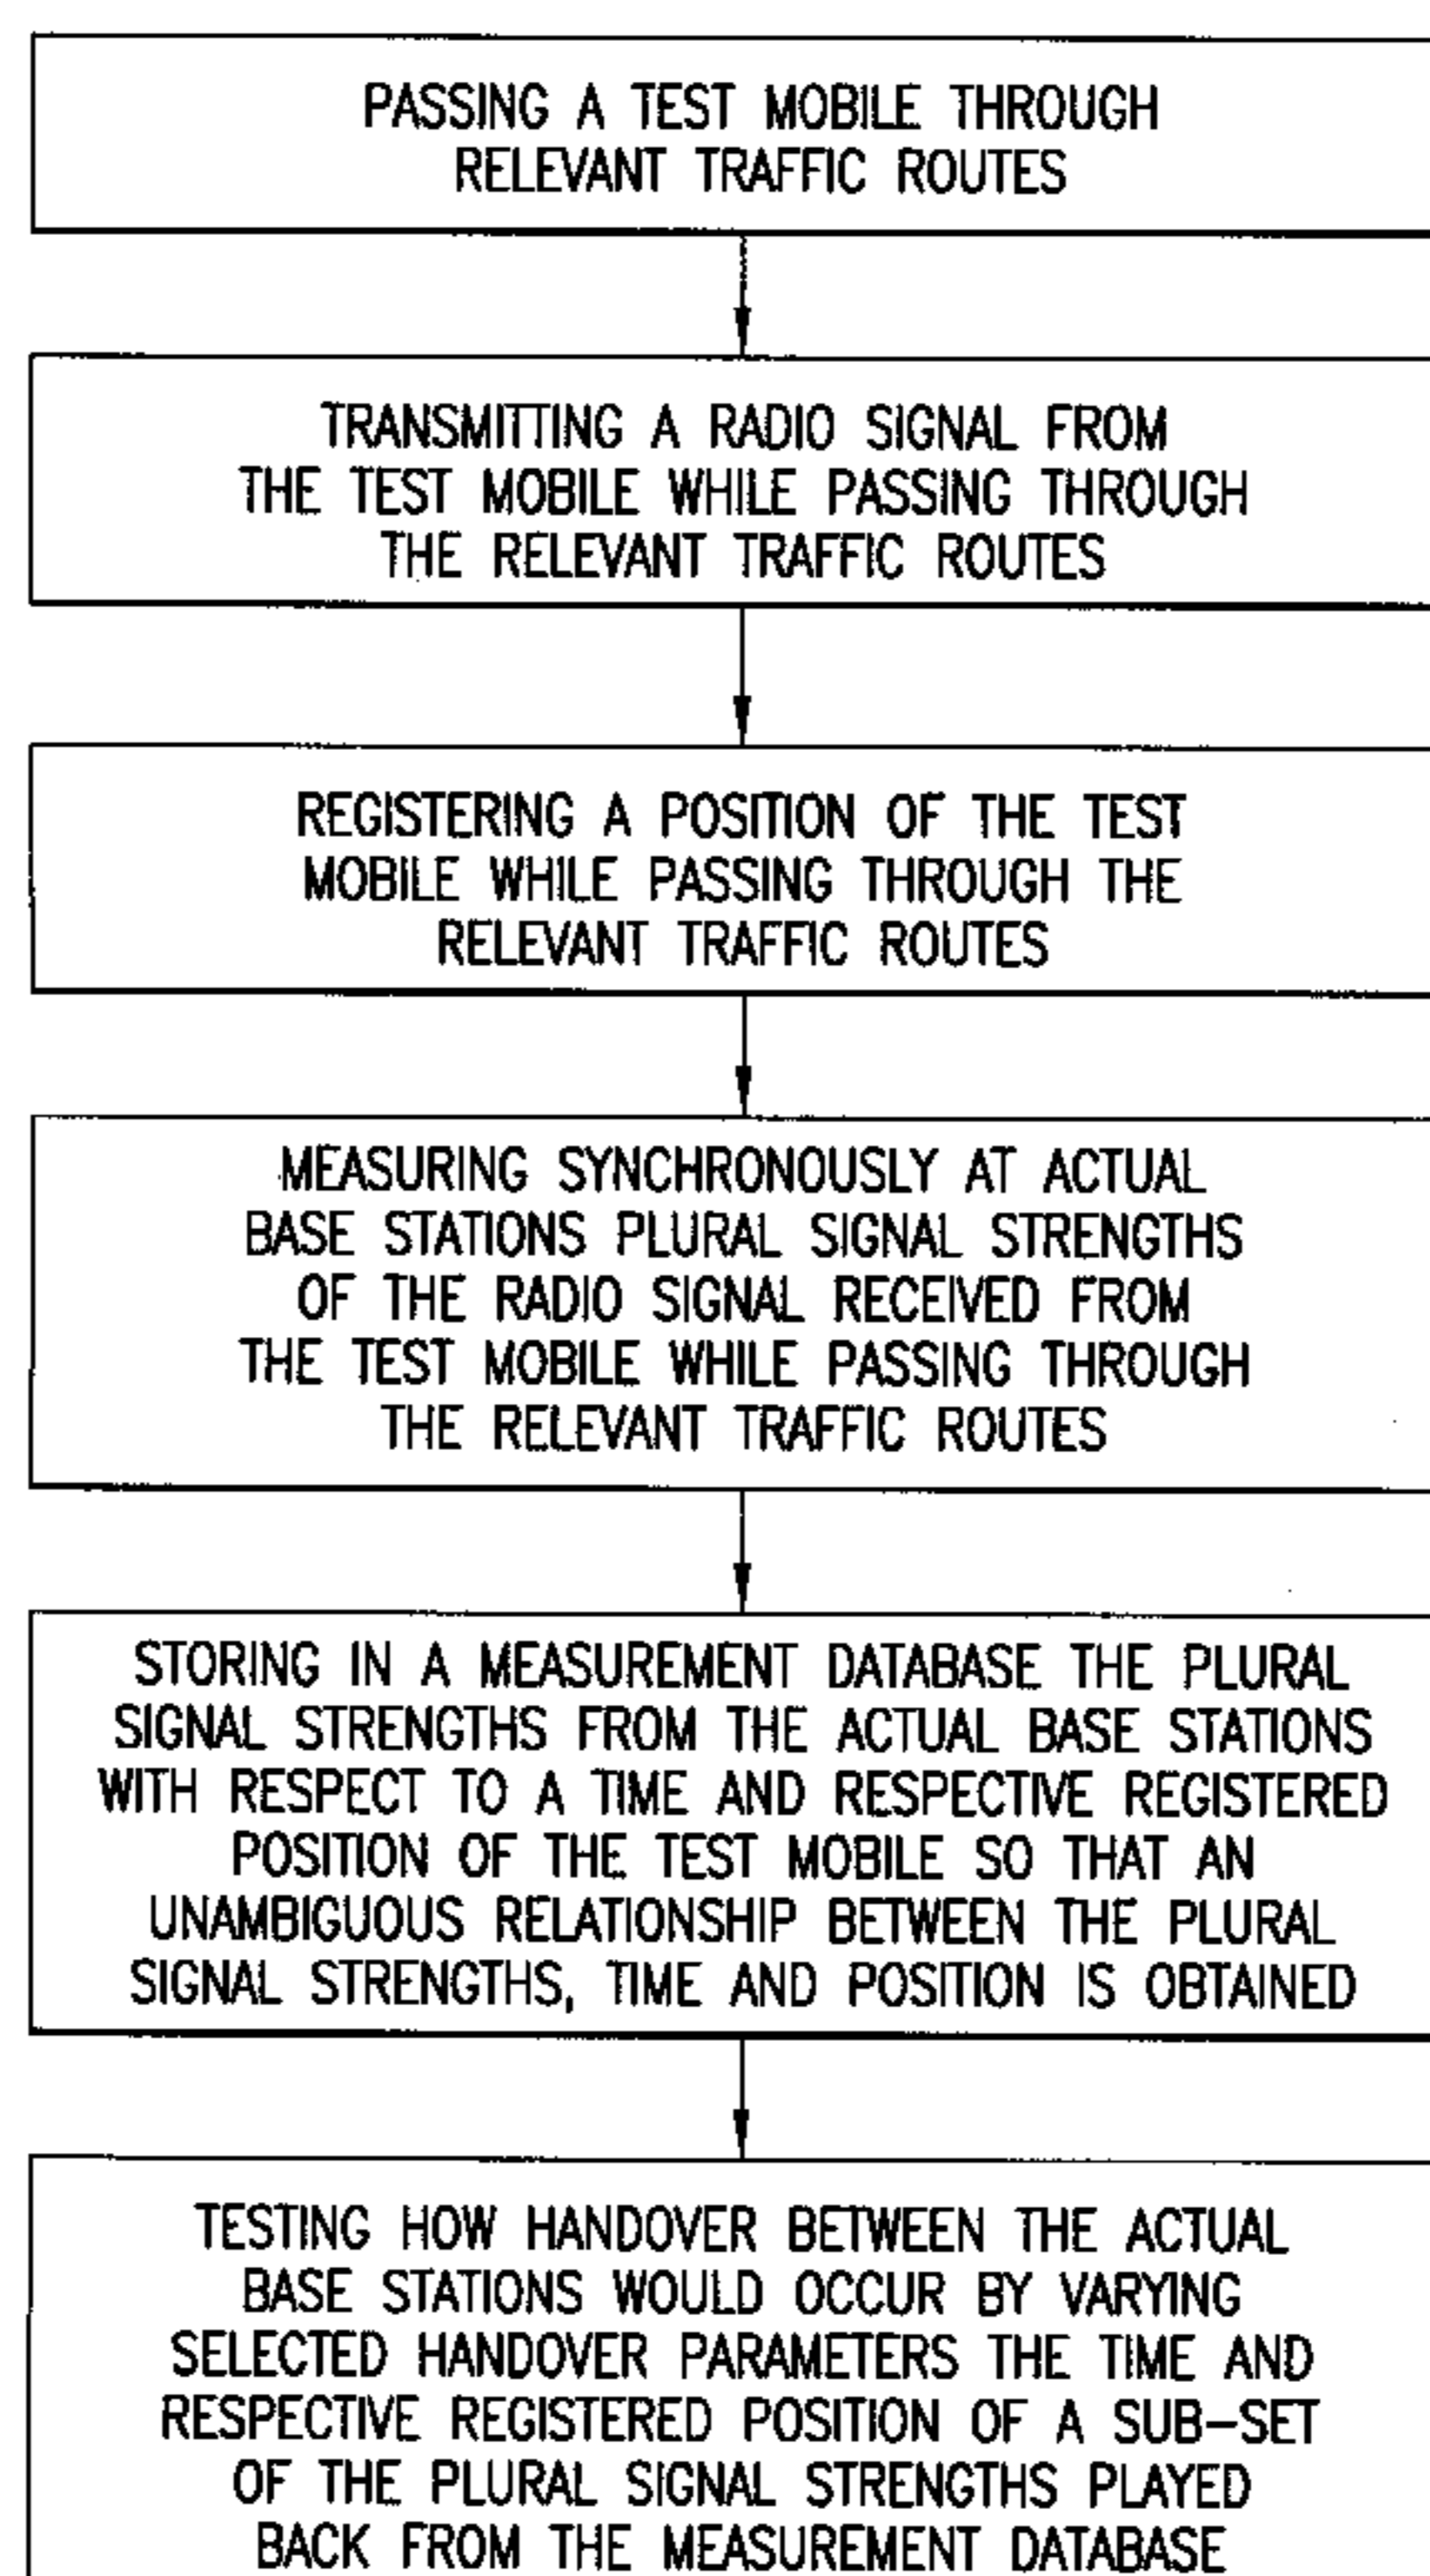 PASSING A TEST MOBILE THROUGH
RELEVANT TRAFFIC ROUTES
TRANSMITTING A RADIO SIGNAL FROM
THE TEST MOBILE WHILE PASSING THROUGH
THE RELEVANT TRAFFIC ROUTES
REGISTERING A POSITION OF THE TEST
MOBILE WHILE PASSING THROUGH THE
RELEVANT TRAFFIC ROUTES
MEASURING SYNCHRONOUSLY AT ACTUAL
BASE STATIONS PLURAL SIGNAL STRENGTHS
OF THE RADIO SIGNAL RECEIVED FROM
THE TEST MOBILE WHILE PASSING THROUGH
THE RELEVANT TRAFFIC ROUTES
STORING IN A MEASUREMENT DATABASE THE PLURAL
SIGNAL STRENGTHS FROM THE ACTUAL BASE STATIONS
WITH RESPECT TO A TIME AND RESPECTIVE REGISTERED
POSITION OF THE TEST MOBILE SO THAT AN
UNAMBIGUOUS RELATIONSHIP BETWEEN THE PLURAL
SIGNAL STRENGTHS, TIME AND POSITION IS OBTAINED
TESTING HOW HANDOVER BETWEEN THE ACTUAL
BASE STATIONS WOULD OCCUR BY VARYING
SELECTED HANDOVER PARAMETERS THE TIME AND
RESPECTIVE REGISTERED POSITION OF A SUB-SET
OF THE PLURAL SIGNAL STRENGTHS PLAYED
BACK FROM THE MEASUREMENT DATABASE